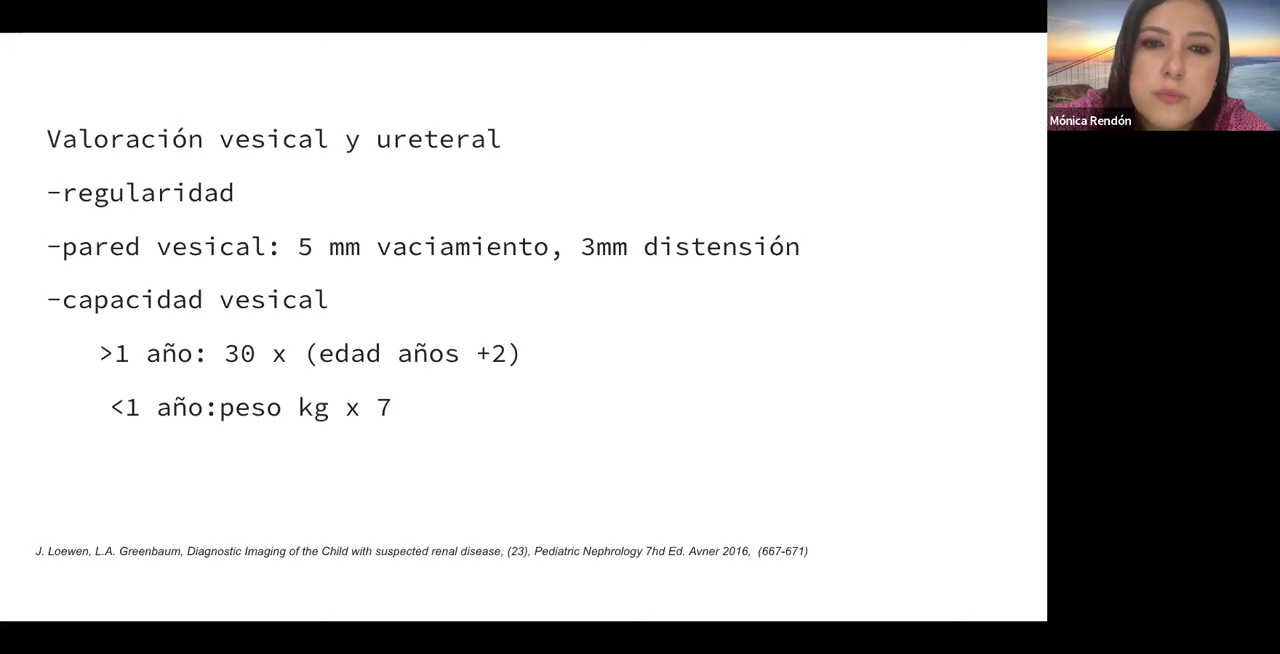 Valoración vesical y ureteral
-regularidad
-pared vesical: 5 mm vaciamiento, 3mm distensión
-capacidad vesical
>1 año: 30 x (edad años +2)
<1 año:peso kg x 7
J. Loewen, L.A. Greenbaum, Diagnostic Imaging of the Child with suspected renal disease, (23), Pediatric Nephrology 7hd Ed. Avner 2016, (667-671)
Mónica Rendón